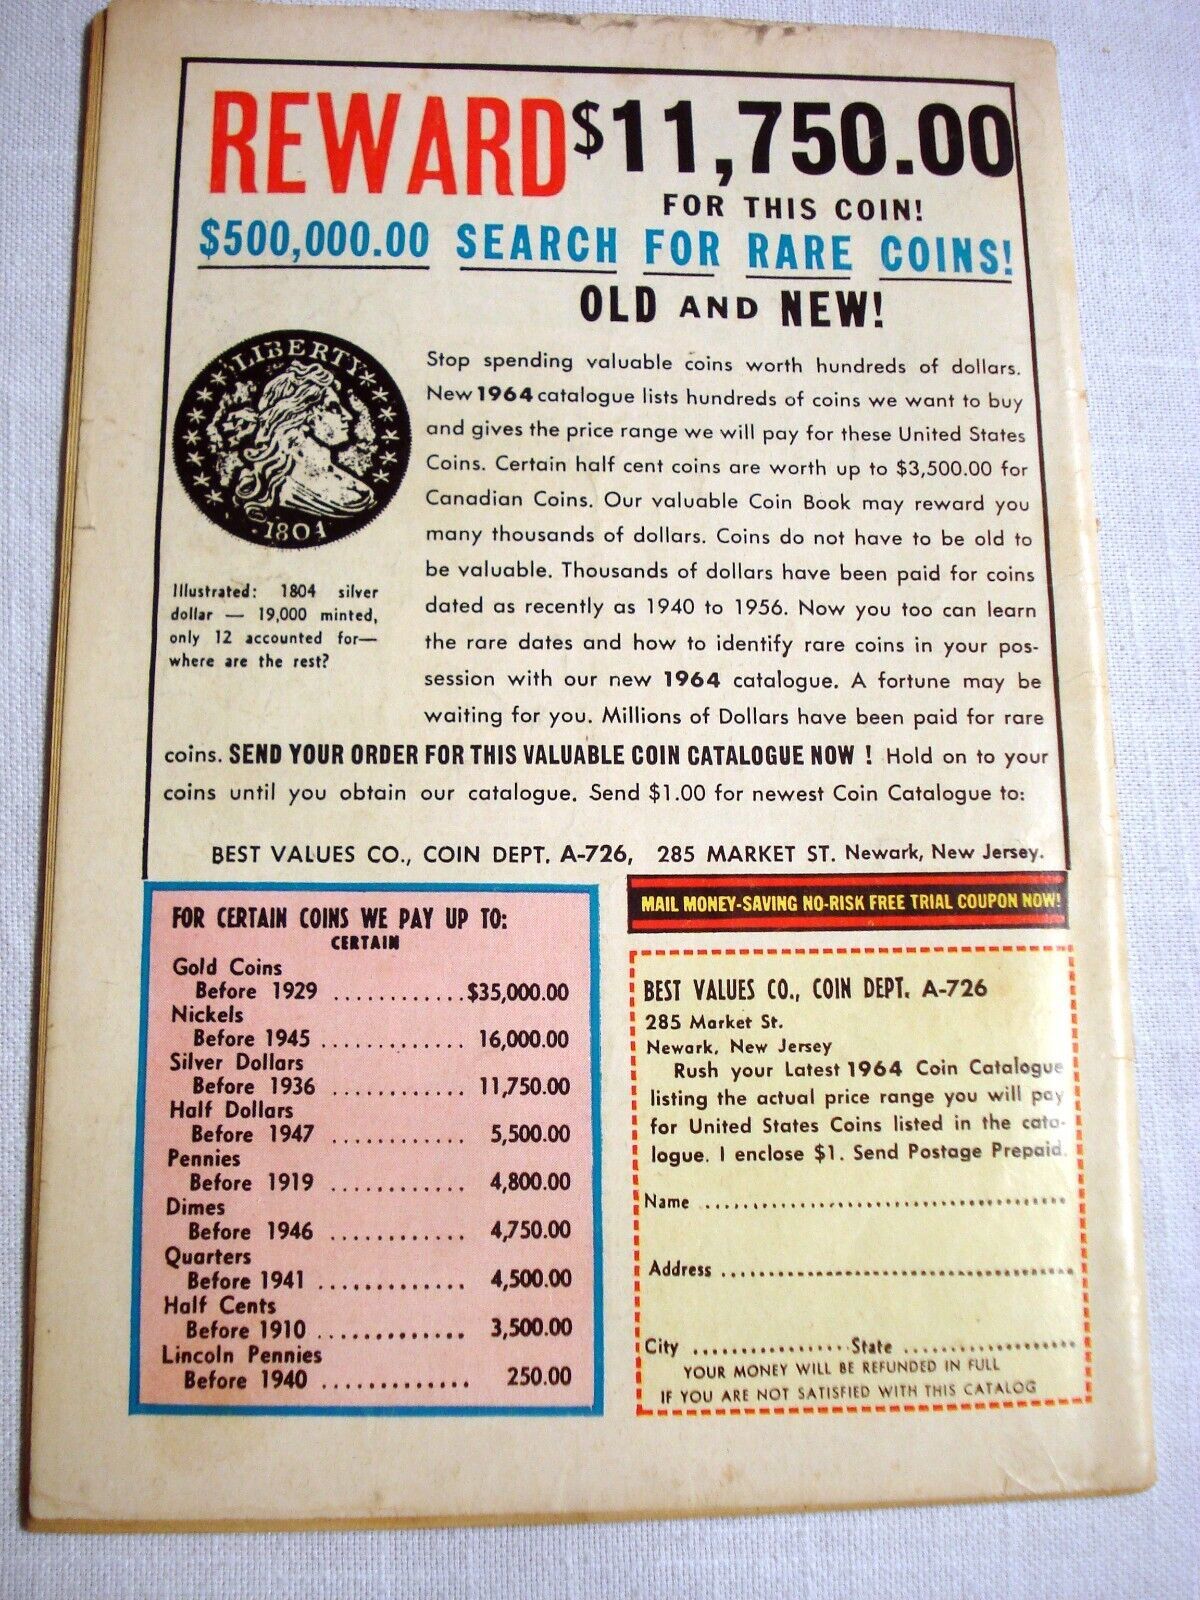 REWARD $11,750.00
FOR THIS COIN!
$500,000.00 SEARCH FOR RARE COINS!
OLD AND NEW!
LIBERTY
1804
Illustrated: 1804 silver
dollar — 19,000 minted,
only 12 accounted for—
where are the rest?
Stop spending valuable coins worth hundreds of dollars.
New 1964 catalogue lists hundreds of coins we want to buy
and gives the price range we will pay for these United States
Coins. Certain half cent coins are worth up to $3,500.00 for
Canadian Coins. Our valuable Coin Book may reward you
many thousands of dollars. Coins do not have to be old to
be valuable. Thousands of dollars have been paid for coins
dated as recently as 1940 to 1956. Now you too can learn
the rare dates and how to identify rare coins in your pos-
session with our new 1964 catalogue. A fortune may be
waiting for you. Millions of Dollars have been paid for rare
coins. SEND YOUR ORDER FOR THIS VALUABLE COIN CATALOGUE NOW ! Hold on to your
coins until you obtain our catalogue. Send $1.00 for newest Coin Catalogue to:
BEST VALUES CO., COIN DEPT. A-726, 285 MARKET ST. Newark, New Jersey.
FOR CERTAIN COINS WE PAY UP TO:
CERTAIN
Gold Coins
Before 1929 ............$35,000.00
Nickels
Before 1945 ............. 16,000.00
Silver Dollars
Before 1936 ............ 11,750.00
Half Dollars
Before 1947 ............ 5,500.00
Pennies
Before 1919 ............ 4,800.00
Dimes
Before 1946 ............ 4,750.00
Quarters
Before 1941 ............. 4,500.00
Half Cents
Before 1910 ............. 3,500.00
Lincoln Pennies
Before 1940 ............. 250.00
MAIL MONEY-SAVING NO-RISK FREE TRIAL COUPON NOW!
BEST VALUES CO., COIN DEPT. A-726
285 Market St.
Newark, New Jersey
Rush your Latest 1964 Coin Catalogue
listing the actual price range you will pay
for United States Coins listed in the cata-
logue. I enclose $1. Send Postage Prepaid.
Name ....................................
Address ....................................
City ................ State ..................
YOUR MONEY WILL BE REFUNDED IN FULL
IF YOU ARE NOT SATISFIED WITH THIS CATALOG